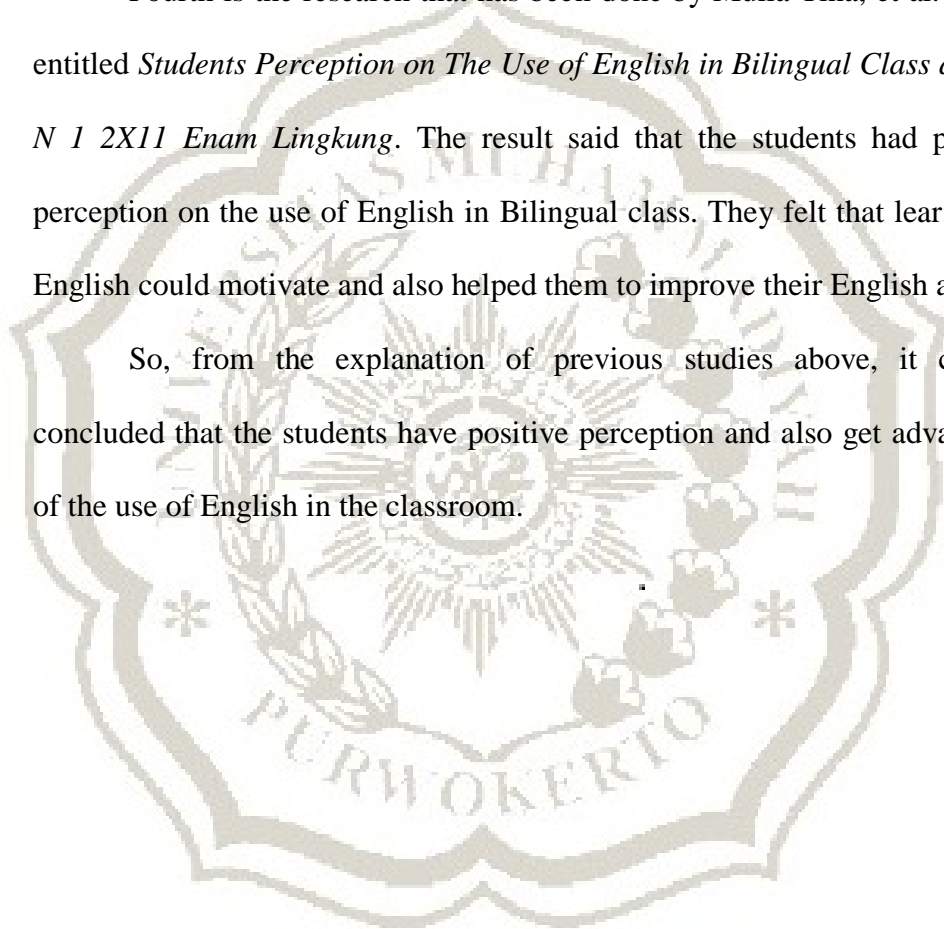 entitled Students Perception on The Use of English in Bilingual Class
N 1 2X11 Enam Lingkung. The result said that the students had
perception on the use of English in Bilingual class. They felt that
English could motivate and also helped them to improve their English
So, from the explanation of previous studies above, it
concluded that the students have positive perception and also get
of the use of English in the classroom.
UNIVERSITAS MUHAMMADIYAH
PURWOKERTO